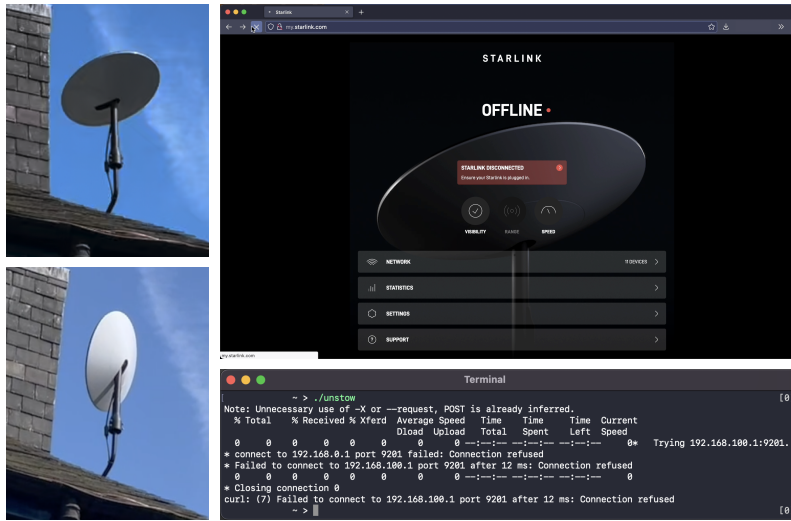 Starlink
my.starlink.com
STARLINK
OFFLINE
STARLINK DISCONNECTED
Ensure your Starlink is plugged in.
VISIBILITY RANGE SPEED
NETWORK 11 DEVICES
STATISTICS
SETTINGS
SUPPORT
my.starlink.com
Terminal
[ ~ > ./unstow [0
Note: Unnecessary use of -X or --request, POST is already inferred.
% Total % Received % Xferd Average Speed Time Time Time Current
Dload Upload Total Spent Left Speed
0 0 0 0 0 0 0 0 --:--:-- --:--:-- --:--:-- 0* Trying 192.168.100.1:9201.
* connect to 192.168.0.1 port 9201 failed: Connection refused
* Failed to connect to 192.168.100.1 port 9201 after 12 ms: Connection refused
0 0 0 0 0 0 0 0 --:--:-- --:--:-- --:--:-- 0
* Closing connection 0
curl: (7) Failed to connect to 192.168.100.1 port 9201 after 12 ms: Connection refused
~ > [0